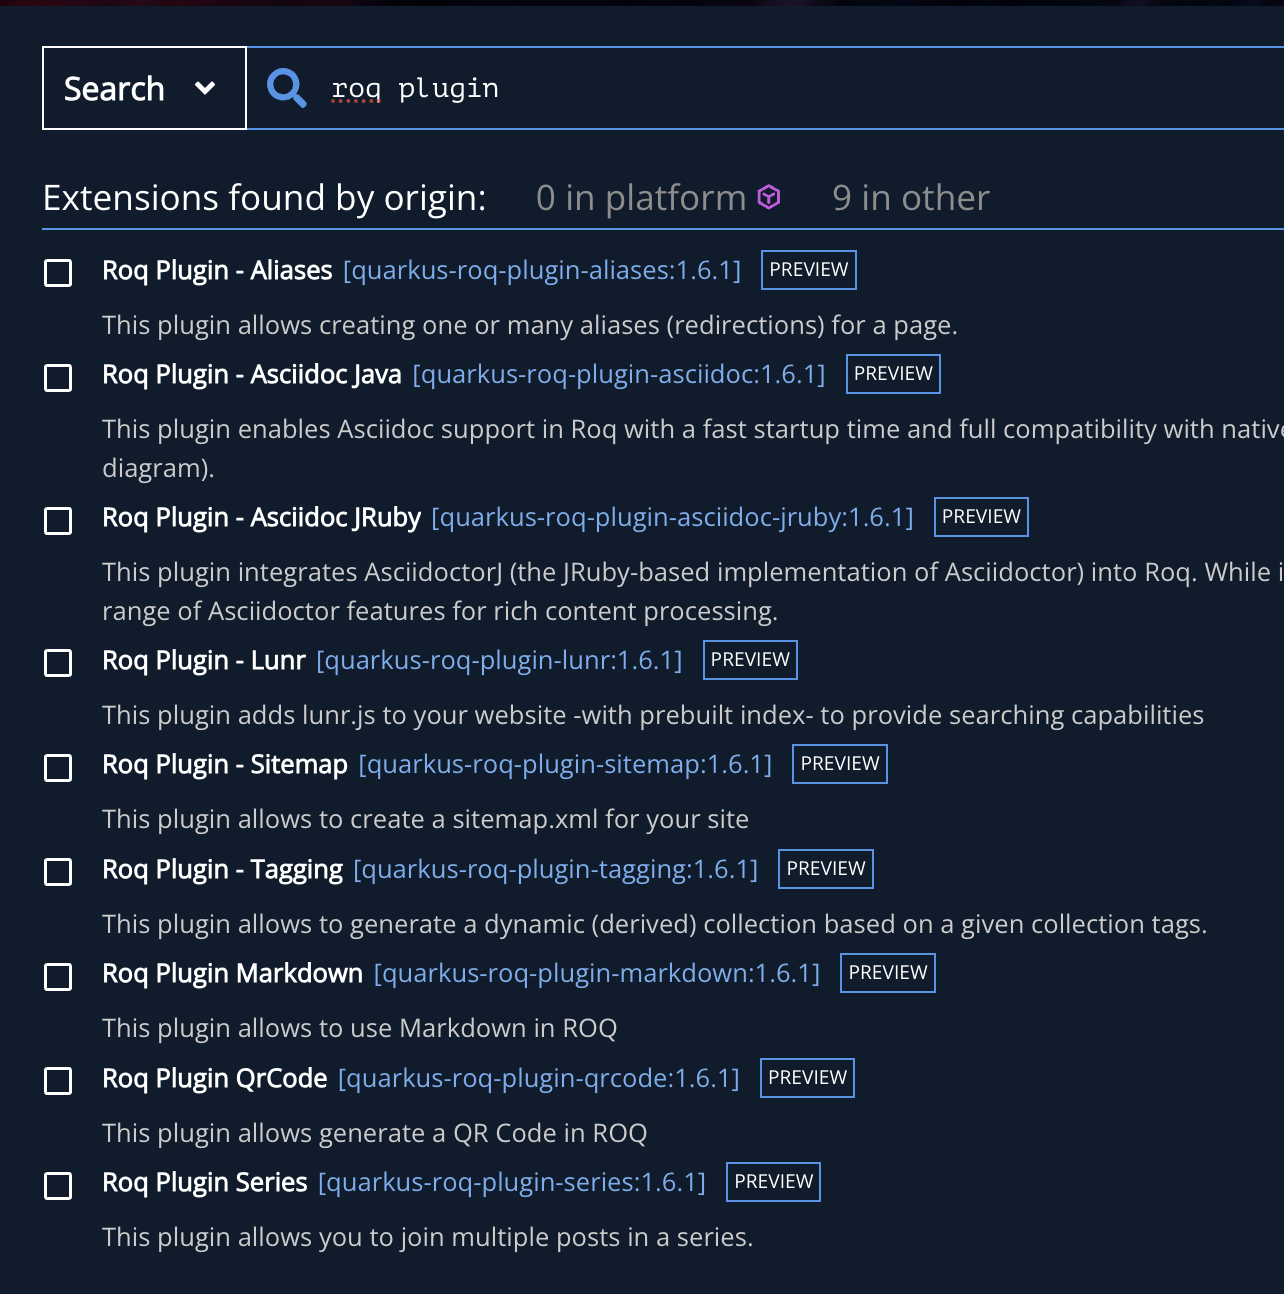 Search
roq plugin
Extensions found by origin: 0 in platform 9 in other
Roq Plugin - Aliases [quarkus-roq-plugin-aliases:1.6.1] PREVIEW
This plugin allows creating one or many aliases (redirections) for a page.
Roq Plugin - Asciidoc Java [quarkus-roq-plugin-asciidoc:1.6.1] PREVIEW
This plugin enables Asciidoc support in Roq with a fast startup time and full compatibility with native
diagram).
Roq Plugin - Asciidoc JRuby [quarkus-roq-plugin-asciidoc-jruby:1.6.1] PREVIEW
This plugin integrates AsciidoctorJ (the JRuby-based implementation of Asciidoctor) into Roq. While i
range of Asciidoctor features for rich content processing.
Roq Plugin - Lunr [quarkus-roq-plugin-lunr:1.6.1] PREVIEW
This plugin adds lunr.js to your website -with prebuilt index- to provide searching capabilities
Roq Plugin - Sitemap [quarkus-roq-plugin-sitemap:1.6.1] PREVIEW
This plugin allows to create a sitemap.xml for your site
Roq Plugin - Tagging [quarkus-roq-plugin-tagging:1.6.1] PREVIEW
This plugin allows to generate a dynamic (derived) collection based on a given collection tags.
Roq Plugin Markdown [quarkus-roq-plugin-markdown:1.6.1] PREVIEW
This plugin allows to use Markdown in ROQ
Roq Plugin QrCode [quarkus-roq-plugin-qrcode:1.6.1] PREVIEW
This plugin allows generate a QR Code in ROQ
Roq Plugin Series [quarkus-roq-plugin-series:1.6.1] PREVIEW
This plugin allows you to join multiple posts in a series.